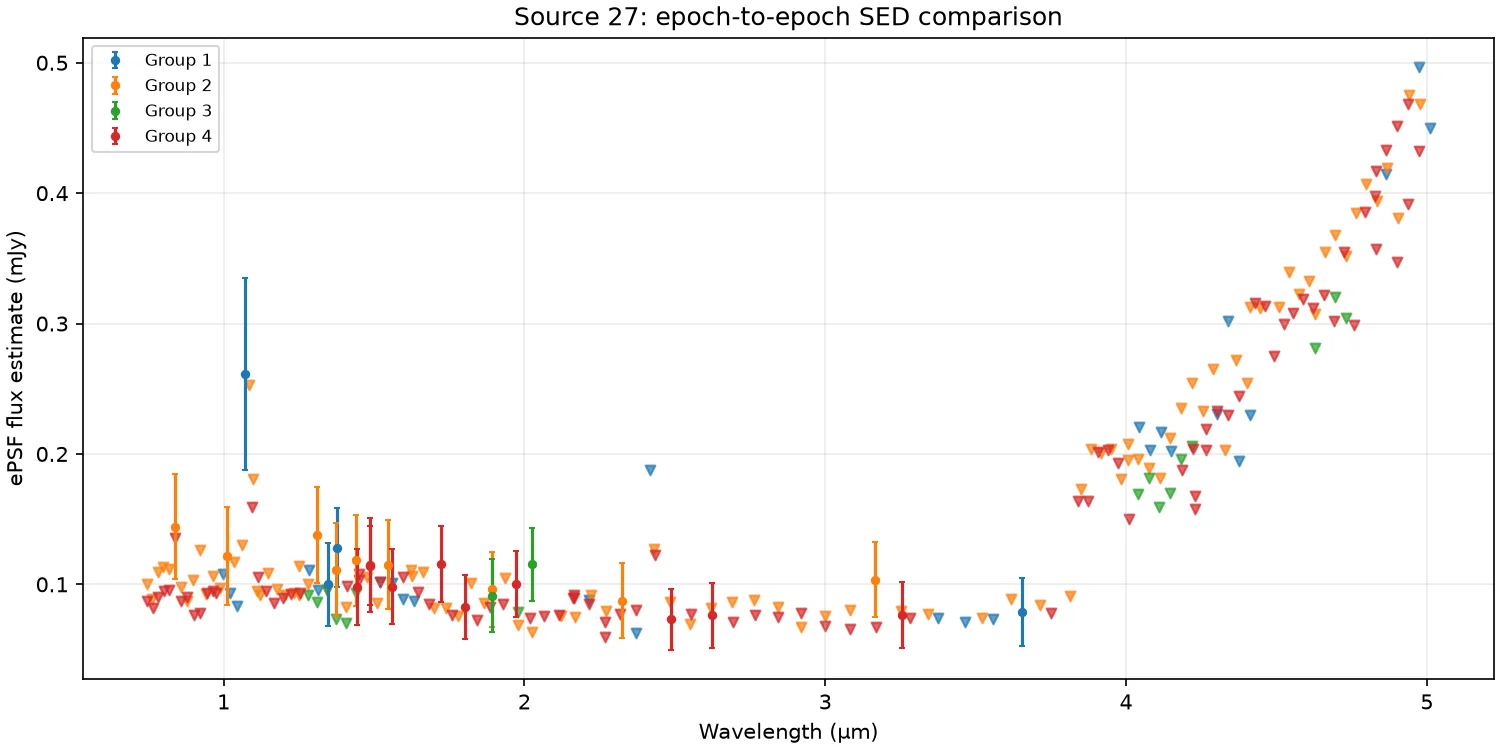 Source 27: epoch-to-epoch SED comparison
Group 1
Group 2
Group 3
Group 4
ePSF flux estimate (mJy)
0.5
0.4
0.3
0.2
0.1
1 2 3 4 5
Wavelength (µm)